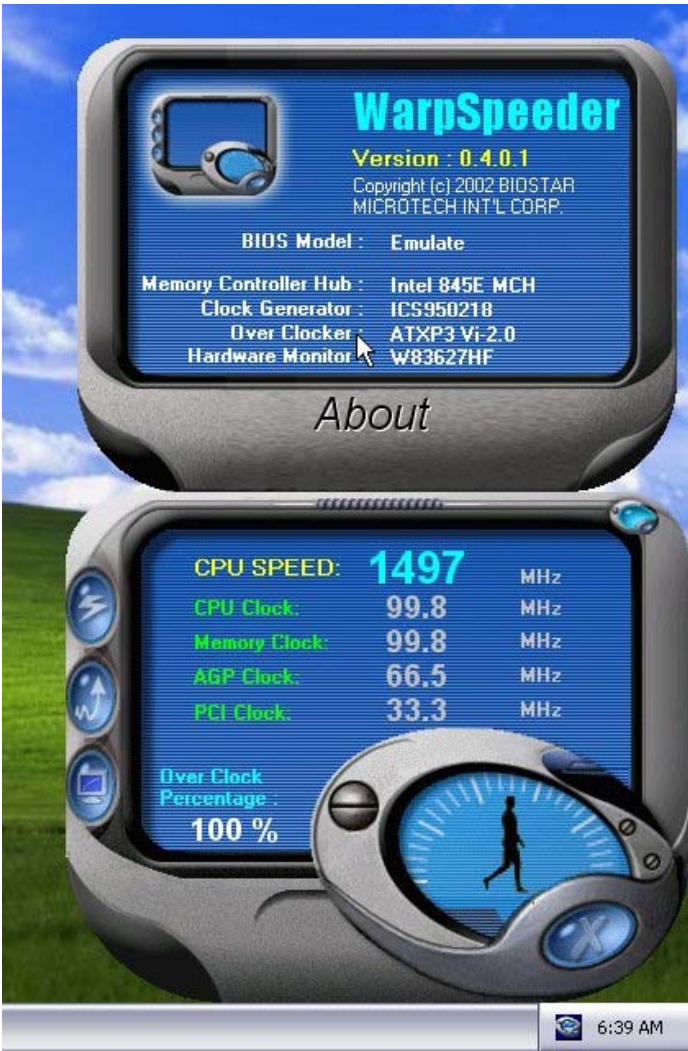 WarpSpeeder
Version : 0.4.0.1
Copyright (c) 2002 BIOSTAR
MICROTECH INT'L CORP.
BIOS Model : Emulate
Memory Controller Hub : Intel 845E MCH
Clock Generator : ICS950218
Over Clocker : ATXP3 Vi-2.0
Hardware Monitor W83627HF
About
CPU SPEED: 1497 MHz
CPU Clock: 99.8 MHz
Memory Clock: 99.8 MHz
AGP Clock: 66.5 MHz
PCI Clock: 33.3 MHz
Over Clock
Percentage :
100 %
X
6:39 AM